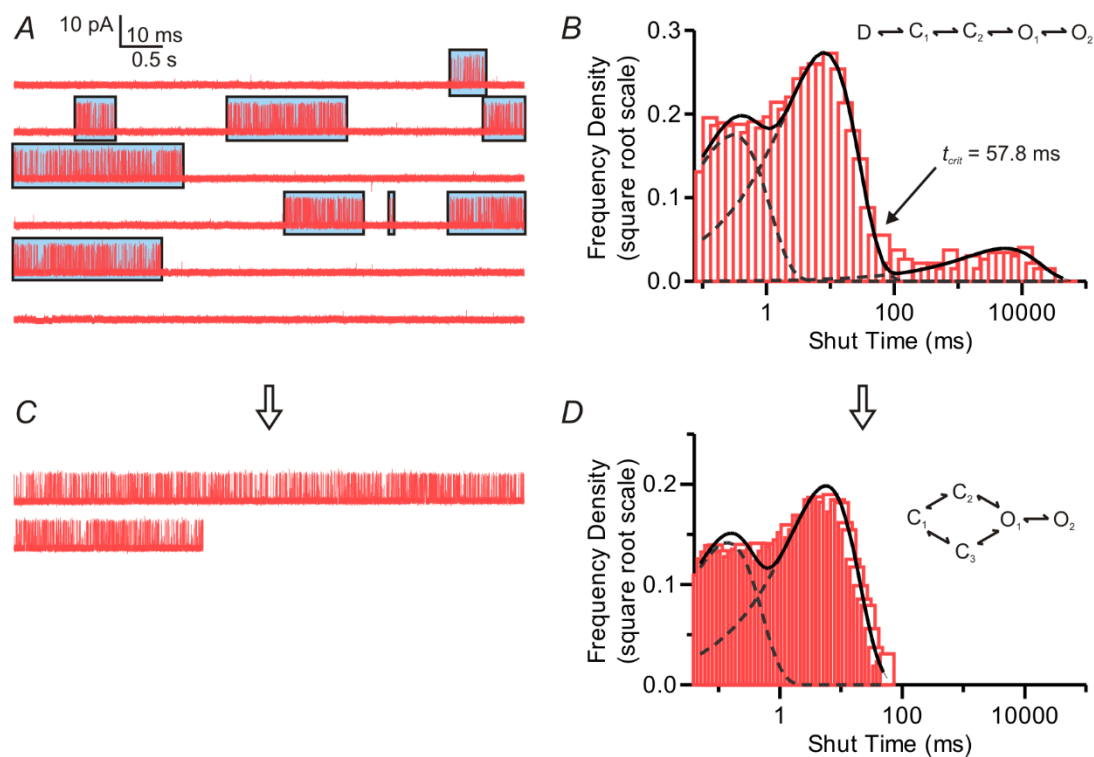 A
10 pA
10 ms
0.5 s
B
D ⇌ C₁ ⇌ C₂ ⇌ O₁ ⇌ O₂
Frequency Density
(square root scale)
0.3
0.2
0.1
0.0
t_crit = 57.8 ms
1
100
10000
Shut Time (ms)
C
D
Frequency Density
(square root scale)
0.2
0.1
0.0
C₂
C₁
O₁ ⇌ O₂
C₃
1
100
10000
Shut Time (ms)